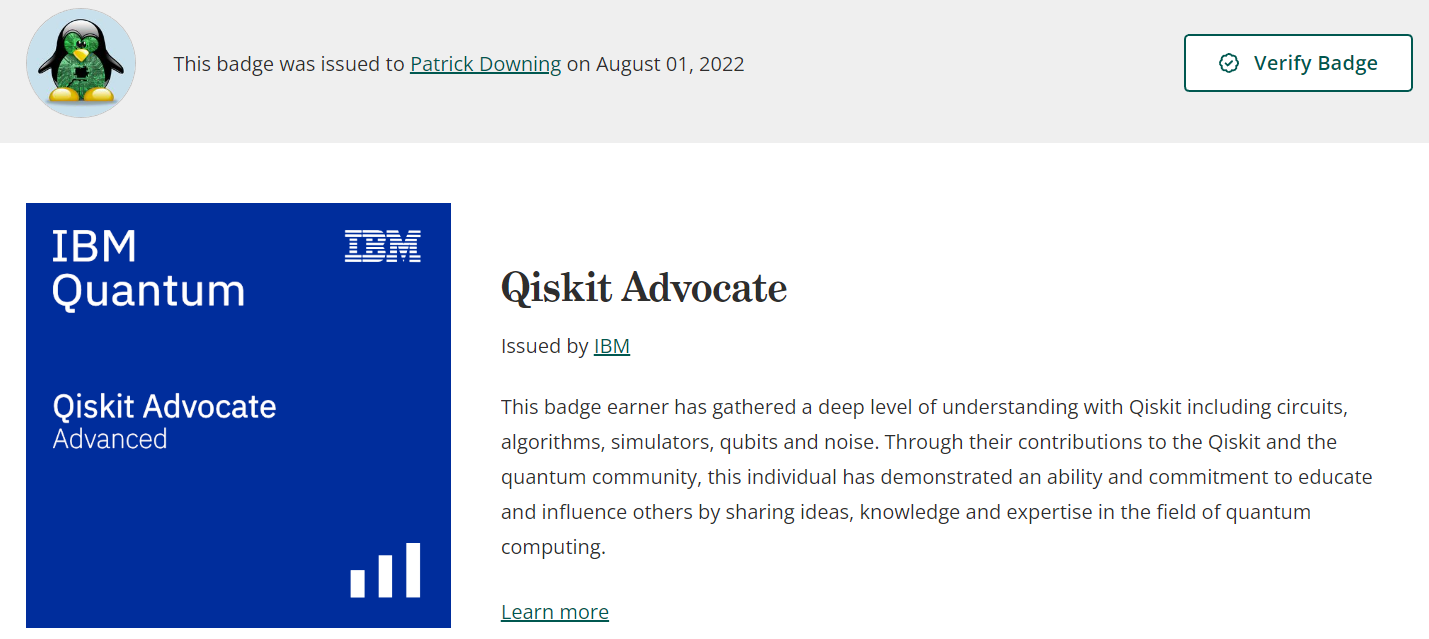 This badge was issued to Patrick Downing on August 01, 2022
Verify Badge
IBM
Quantum
IBM
Qiskit Advocate
Advanced
Qiskit Advocate
Issued by IBM
This badge earner has gathered a deep level of understanding with Qiskit including circuits,
algorithms, simulators, qubits and noise. Through their contributions to the Qiskit and the
quantum community, this individual has demonstrated an ability and commitment to educate
and influence others by sharing ideas, knowledge and expertise in the field of quantum
computing.
Learn more